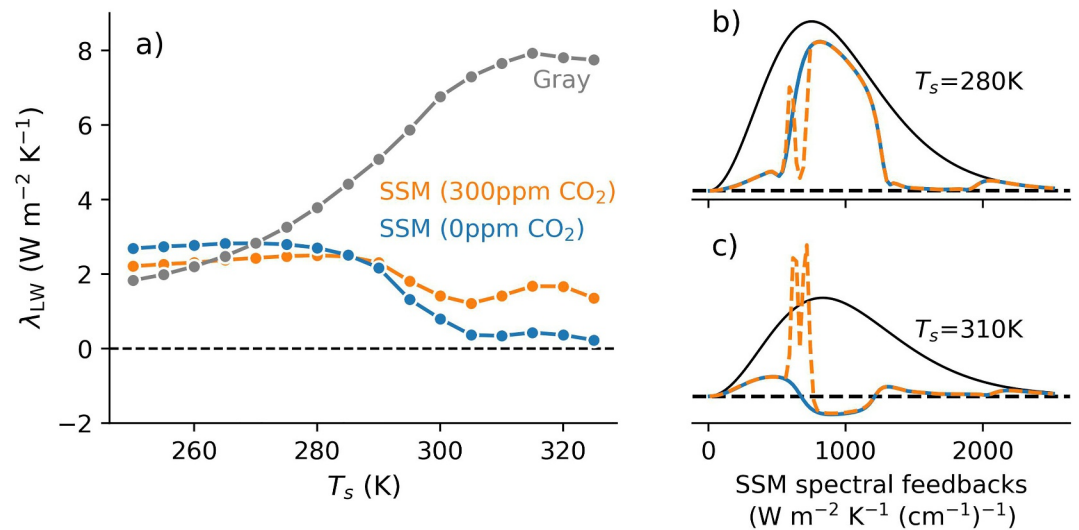 a)
Gray
SSM (300ppm CO₂)
SSM (0ppm CO₂)
8
6
4
2
0
−2
λ_LW (W m⁻² K⁻¹)
260
280
300
320
T_s (K)
b)
T_s=280K
c)
T_s=310K
0
1000
2000
SSM spectral feedbacks
(W m⁻² K⁻¹ (cm⁻¹)⁻¹)